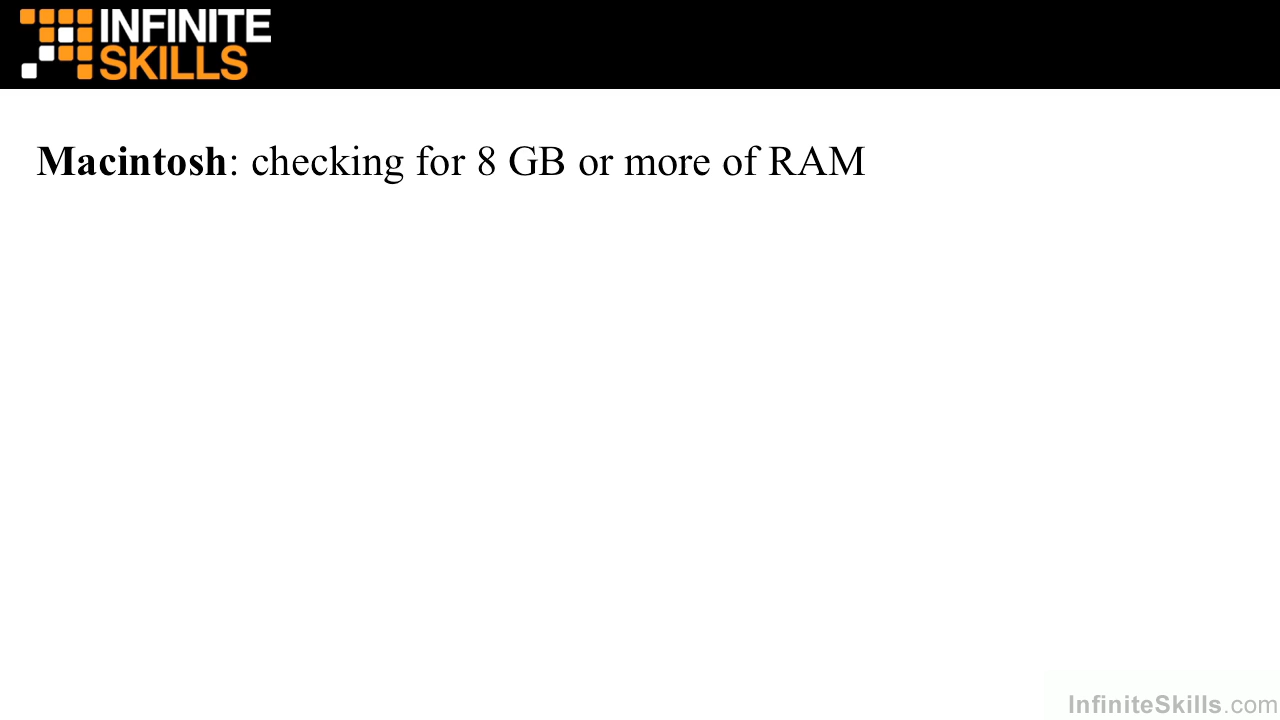 INFINITE
SKILLS
Macintosh: checking for 8 GB or more of RAM
InfiniteSkills.com